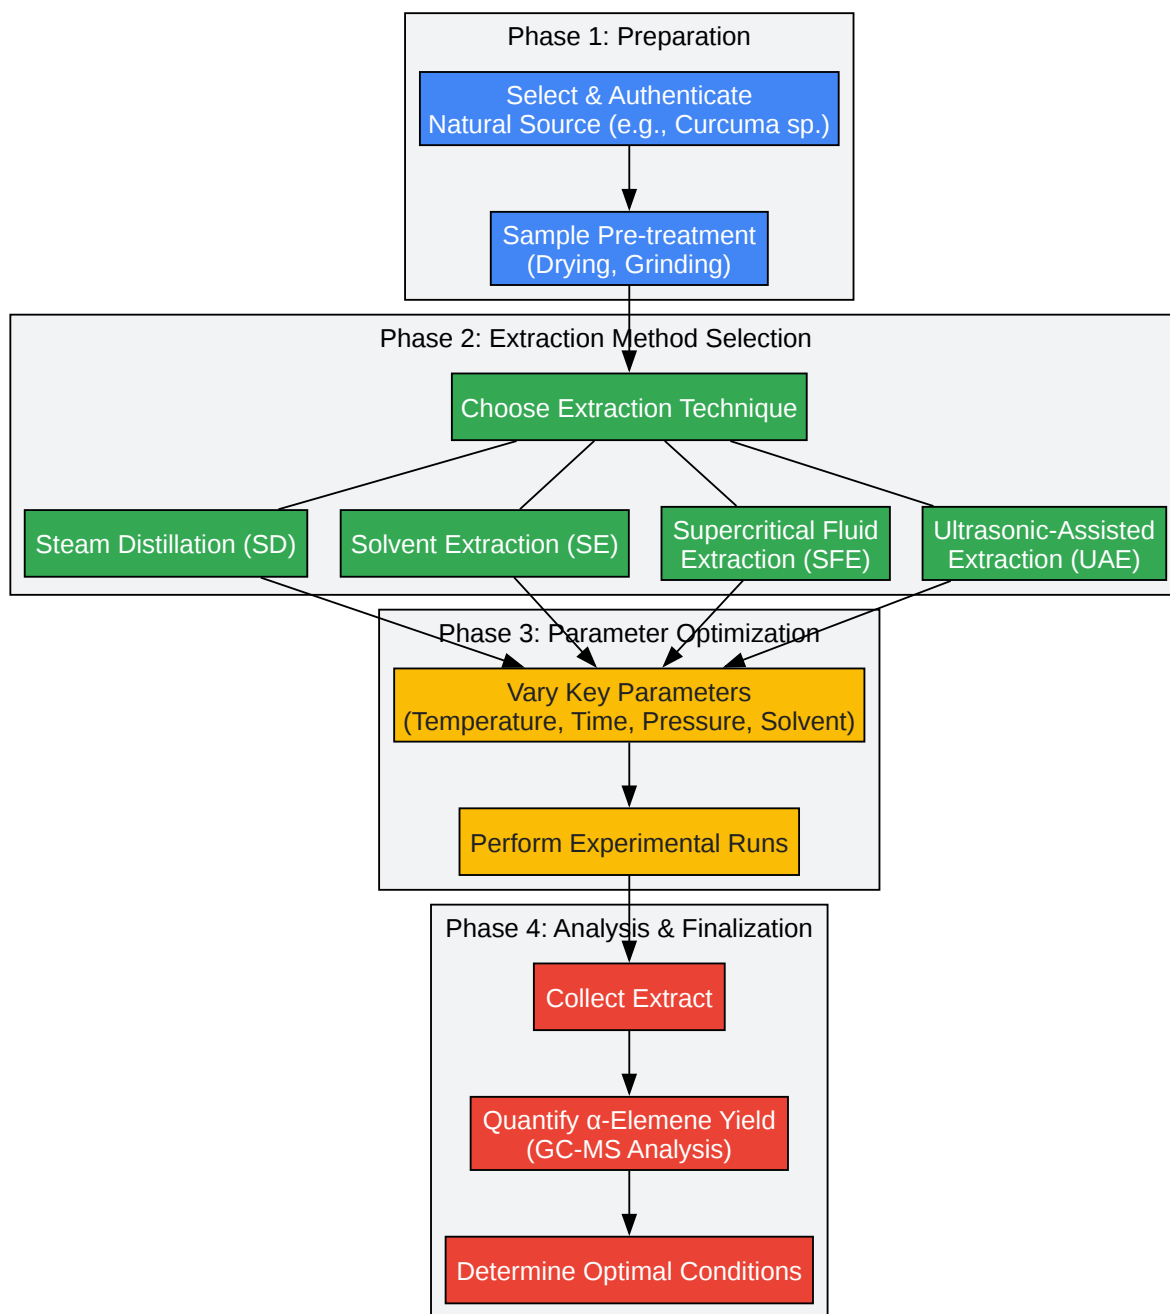 Phase 1: Preparation
Select & Authenticate
Natural Source (e.g., Curcuma sp.)
Sample Pre-treatment
(Drying, Grinding)
Phase 2: Extraction Method Selection
Choose Extraction Technique
Steam Distillation (SD)
Solvent Extraction (SE)
Supercritical Fluid
Extraction (SFE)
Ultrasonic-Assisted
Extraction (UAE)
Phase 3: Parameter Optimization
Vary Key Parameters
(Temperature, Time, Pressure, Solvent)
Perform Experimental Runs
Phase 4: Analysis & Finalization
Collect Extract
Quantify α-Elemene Yield
(GC-MS Analysis)
Determine Optimal Conditions